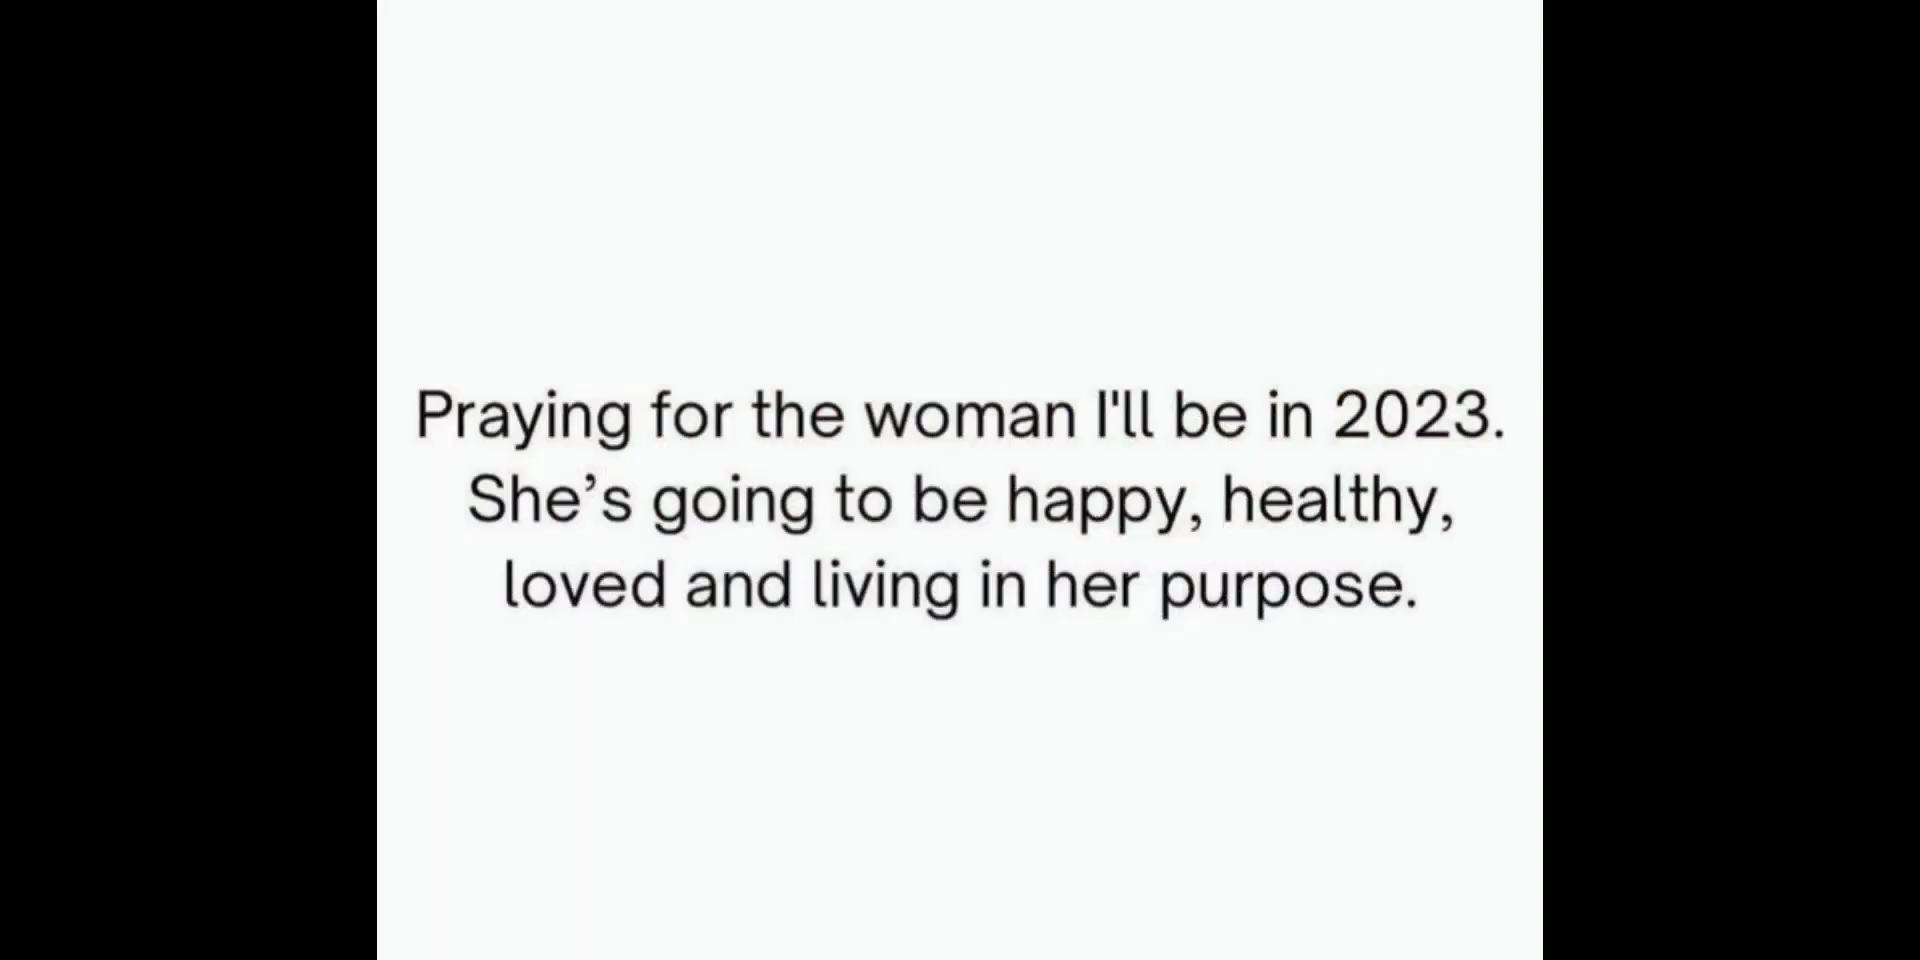 Praying for the woman I'll be in 2023.
She’s going to be happy, healthy,
loved and living in her purpose.